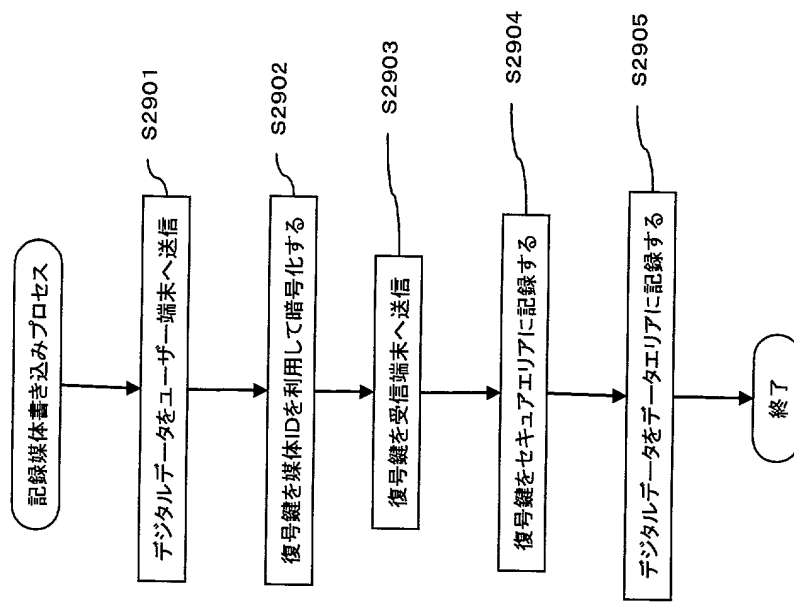 記録媒体書き込みプロセス
デジタルデータをユーザー端末へ送信
S2901
復号鍵を媒体IDを利用して暗号化する
S2902
復号鍵を受信端末へ送信
S2903
復号鍵をセキュアエリアに記録する
S2904
デジタルデータをデータエリアに記録する
S2905
終了